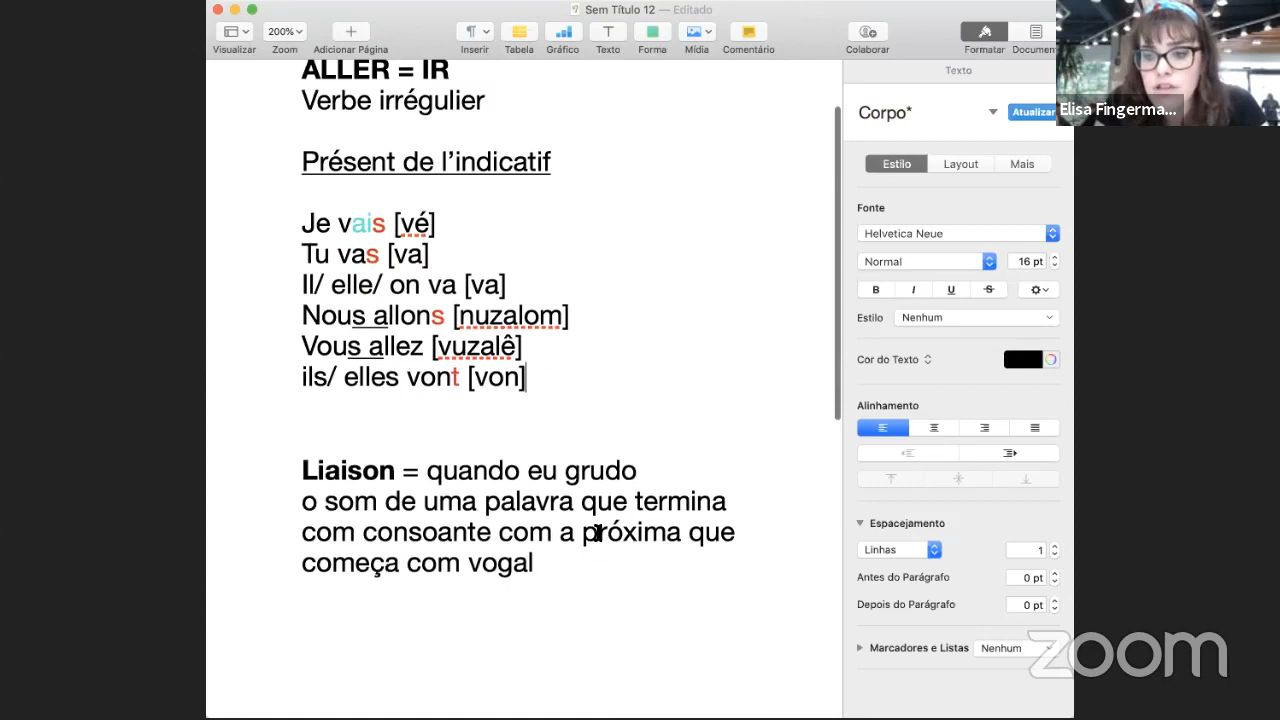 Sem Título 12 — Editado
Visualizar
200%
Zoom
Adicionar Página
Inserir
Tabela
Gráfico
Texto
Forma
Mídia
Comentário
Colaborar
Formatar
Documen
ALLER = IR
Verbe irrégulier
Présent de l'indicatif
Je vais [vé]
Tu vas [va]
Il/ elle/ on va [va]
Nous allons [nuzalom]
Vous allez [vuzalê]
ils/ elles vont [von]
Liaison = quando eu grudo
o som de uma palavra que termina
com consoante com a próxima que
começa com vogal
Texto
Corpo*
Atualizar
Estilo Layout Mais
Fonte
Helvetica Neue
Normal 16 pt
B I U S
Estilo Nenhum
Cor do Texto
Alinhamento
Espacejamento
Linhas 1
Antes do Parágrafo 0 pt
Depois do Parágrafo 0 pt
Marcadores e Listas Nenhum
Elisa Fingerma...
zoom